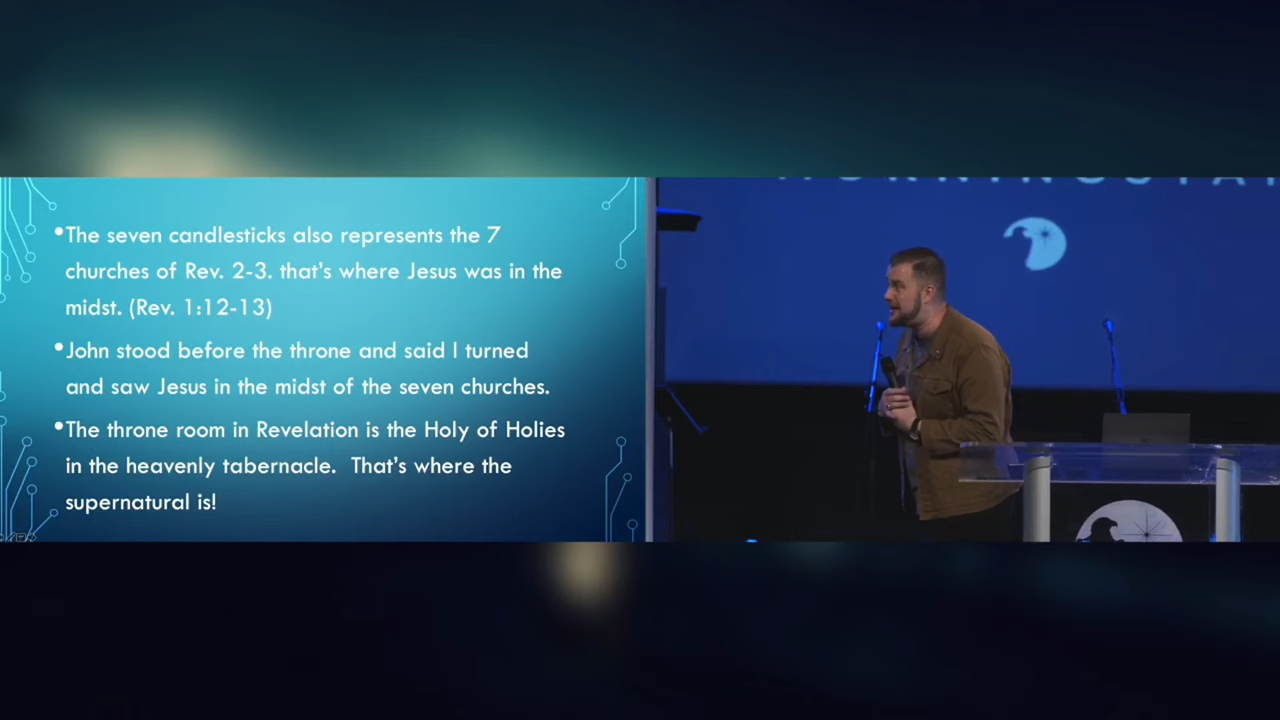 •The seven candlesticks also represents the 7
churches of Rev. 2-3. that's where Jesus was in the
midst. (Rev. 1:12-13)
•John stood before the throne and said I turned
and saw Jesus in the midst of the seven churches.
•The throne room in Revelation is the Holy of Holies
in the heavenly tabernacle.  That's where the
supernatural is!
MORNINGSTAR